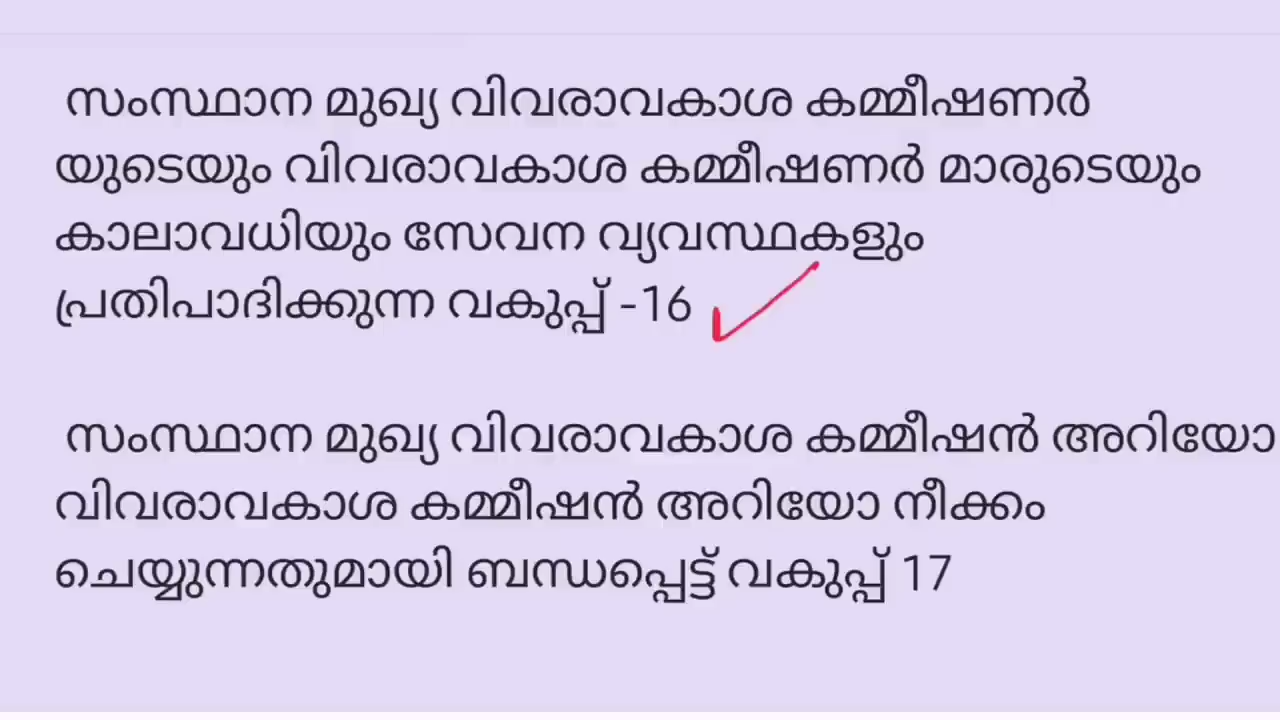 സംസ്ഥാന മുഖ്യ വിവരാവകാശ കമ്മീഷണർ
യുടെയും വിവരാവകാശ കമ്മീഷണർ മാരുടെയും
കാലാവധിയും സേവന വ്യവസ്ഥകളും
പ്രതിപാദിക്കുന്ന വകുപ്പ് -16
സംസ്ഥാന മുഖ്യ വിവരാവകാശ കമ്മീഷൻ അറിയോ
വിവരാവകാശ കമ്മീഷൻ അറിയോ നീക്കം
ചെയ്യുന്നതുമായി ബന്ധപ്പെട്ട് വകുപ്പ് 17